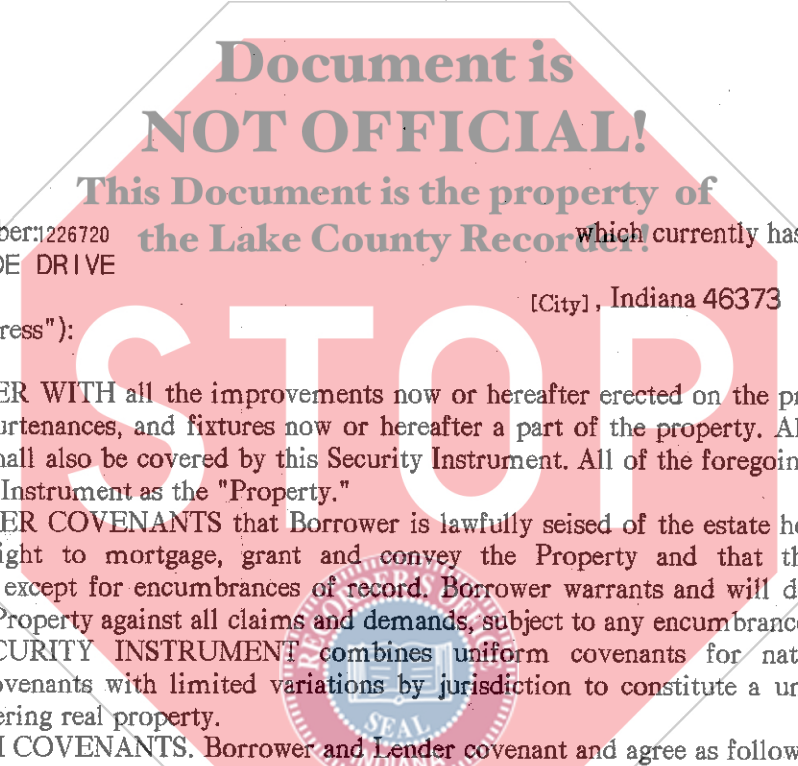 Document is
NOT OFFICIAL!
This Document is the property of
the Lake County Recorder!
ber:1226720 which currently has
DE DRIVE
[City], Indiana 46373
ress"):
STOP
ER WITH all the improvements now or hereafter erected on the pr
urtenances, and fixtures now or hereafter a part of the property. Al
hall also be covered by this Security Instrument. All of the foregoin
Instrument as the "Property."
ER COVENANTS that Borrower is lawfully seised of the estate he
ight to mortgage, grant and convey the Property and that th
except for encumbrances of record. Borrower warrants and will d
Property against all claims and demands, subject to any encumbrance
CURITY INSTRUMENT combines uniform covenants for nat
ovenants with limited variations by jurisdiction to constitute a un
ering real property.
M COVENANTS. Borrower and Lender covenant and agree as follow
RECORDER'S OFFICE
SEAL
INDIANA